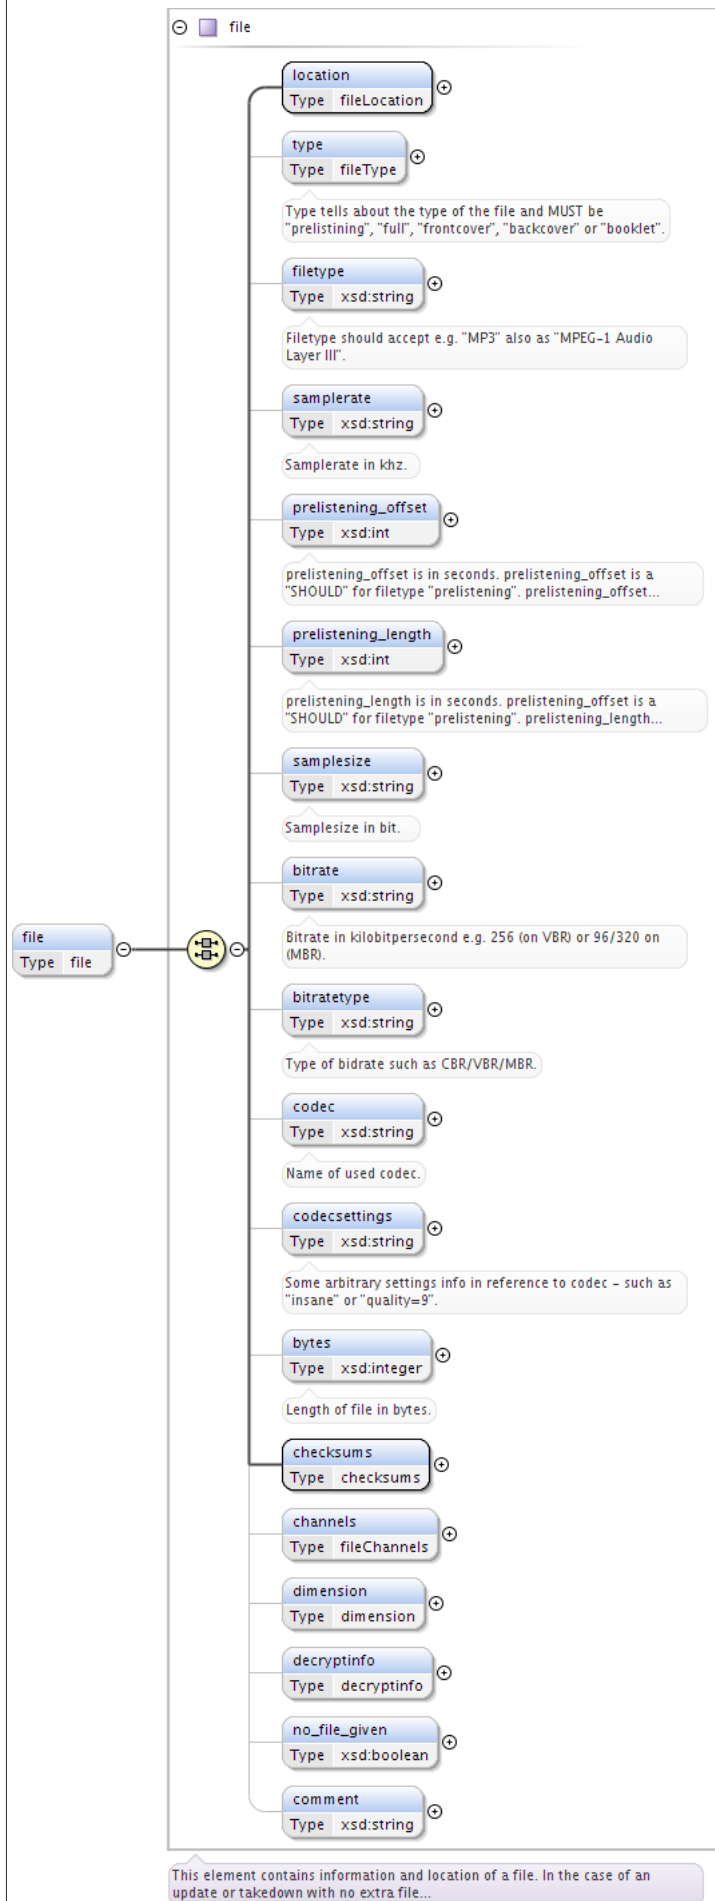 file
location
Type fileLocation
type
Type fileType
Type tells about the type of the file and MUST be
"prelistining", "full", "frontcover", "backcover" or "booklet".
filetype
Type xsd:string
Filetype should accept e.g. "MP3" also as "MPEG-1 Audio
Layer III".
samplerate
Type xsd:string
Samplerate in khz.
prelistening_offset
Type xsd:int
prelistening_offset is in seconds. prelistening_offset is a
"SHOULD" for filetype "prelistening". prelistening_offset...
prelistening_length
Type xsd:int
prelistening_length is in seconds. prelistening_offset is a
"SHOULD" for filetype "prelistening". prelistening_length...
samplesize
Type xsd:string
Samplesize in bit.
bitrate
Type xsd:string
file
Type file
Bitrate in kilobitpersecond e.g. 256 (on VBR) or 96/320 on
(MBR).
bitratetype
Type xsd:string
Type of bidrate such as CBR/VBR/MBR.
codec
Type xsd:string
Name of used codec.
codecsettings
Type xsd:string
Some arbitrary settings info in reference to codec – such as
"insane" or "quality=9".
bytes
Type xsd:integer
Length of file in bytes.
checksums
Type checksums
channels
Type fileChannels
dimension
Type dimension
decryptinfo
Type decryptinfo
no_file_given
Type xsd:boolean
comment
Type xsd:string
This element contains information and location of a file. In the case of an
update or takedown with no extra file...